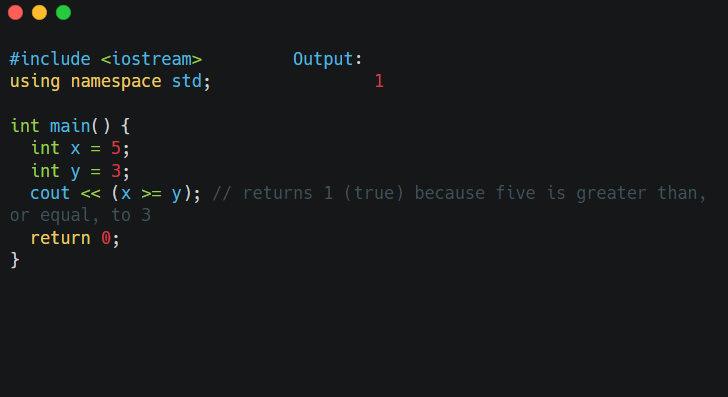 #include <iostream>         Output:
using namespace std;                1

int main() {
  int x = 5;
  int y = 3;
  cout << (x >= y); // returns 1 (true) because five is greater than,
or equal, to 3
  return 0;
}